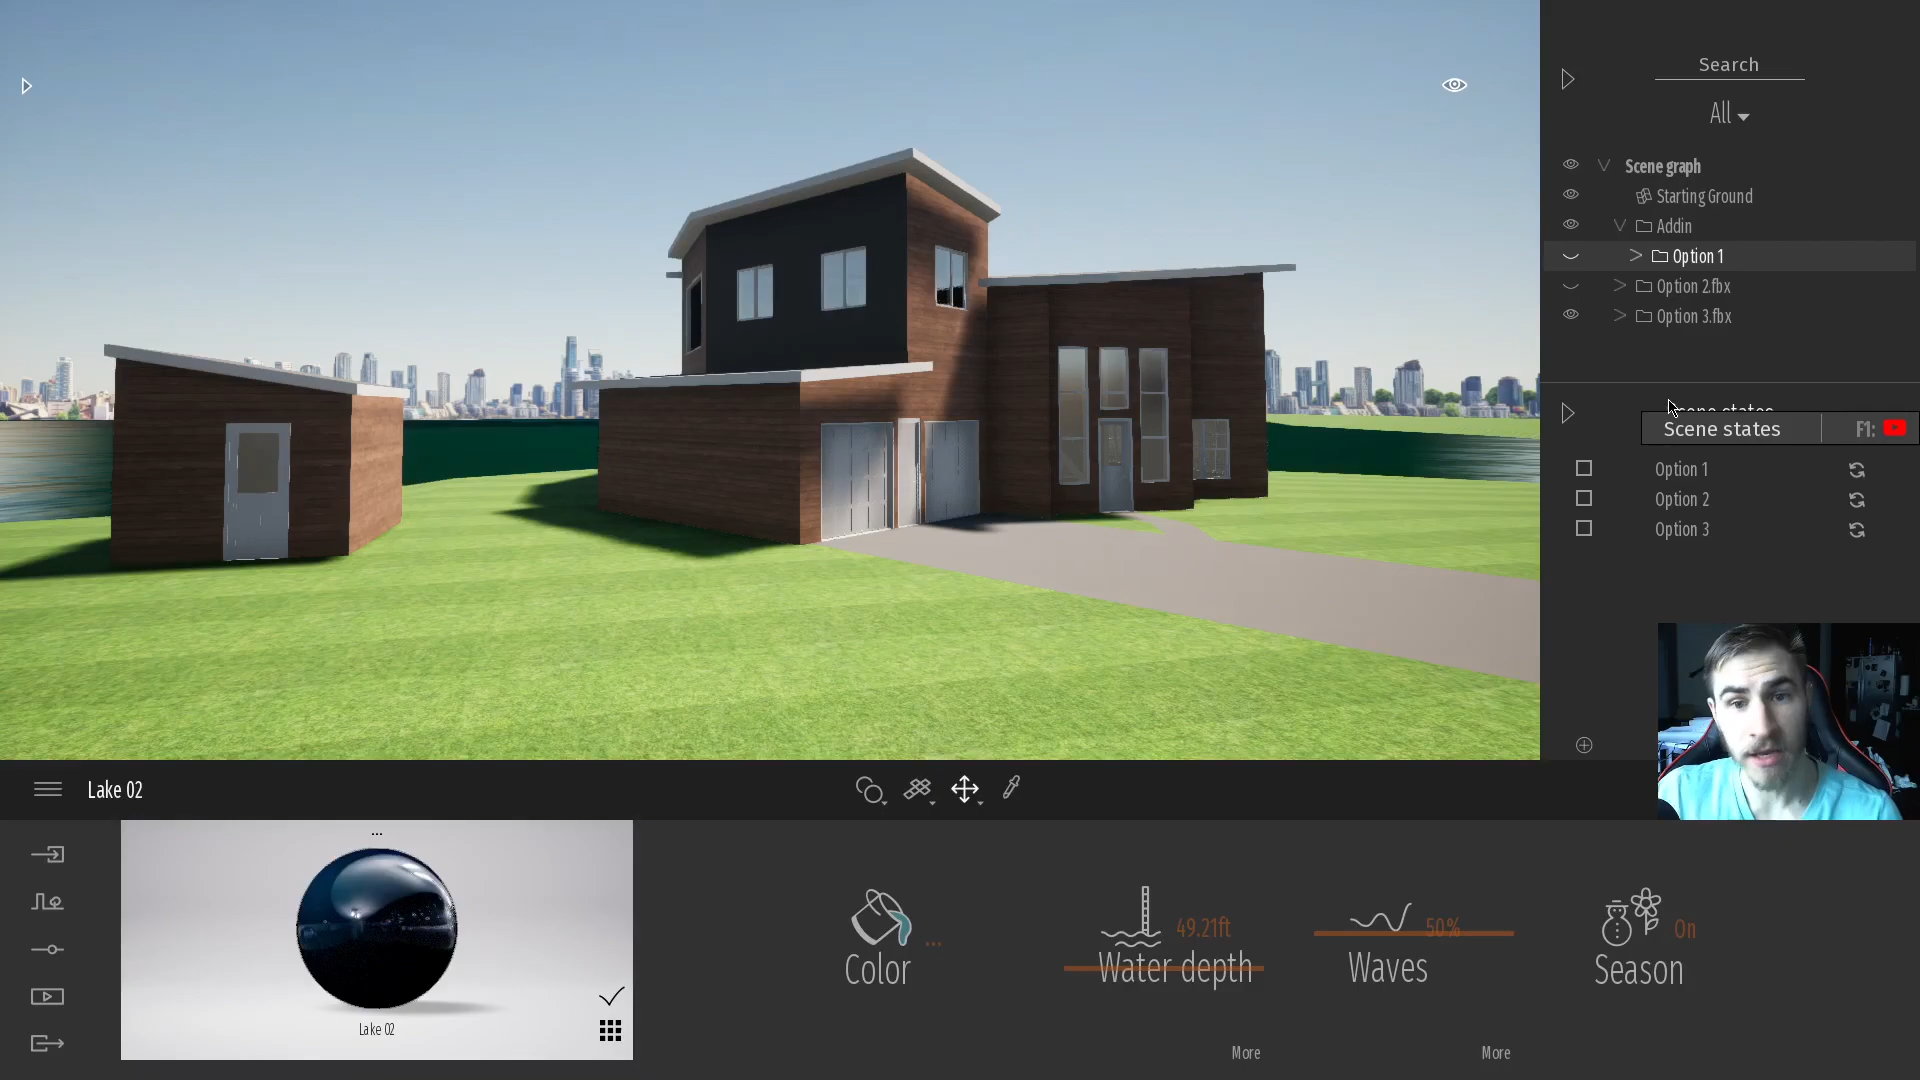 Search
All
Scene graph
Starting Ground
Addin
Option 1
Option 2.fbx
Option 3.fbx
Scene states
Scene states
F1:
Option 1
Option 2
Option 3
Lake 02
...
Lake 02
...
Color
49.21ft
Water depth
50%
Waves
On
Season
More
More